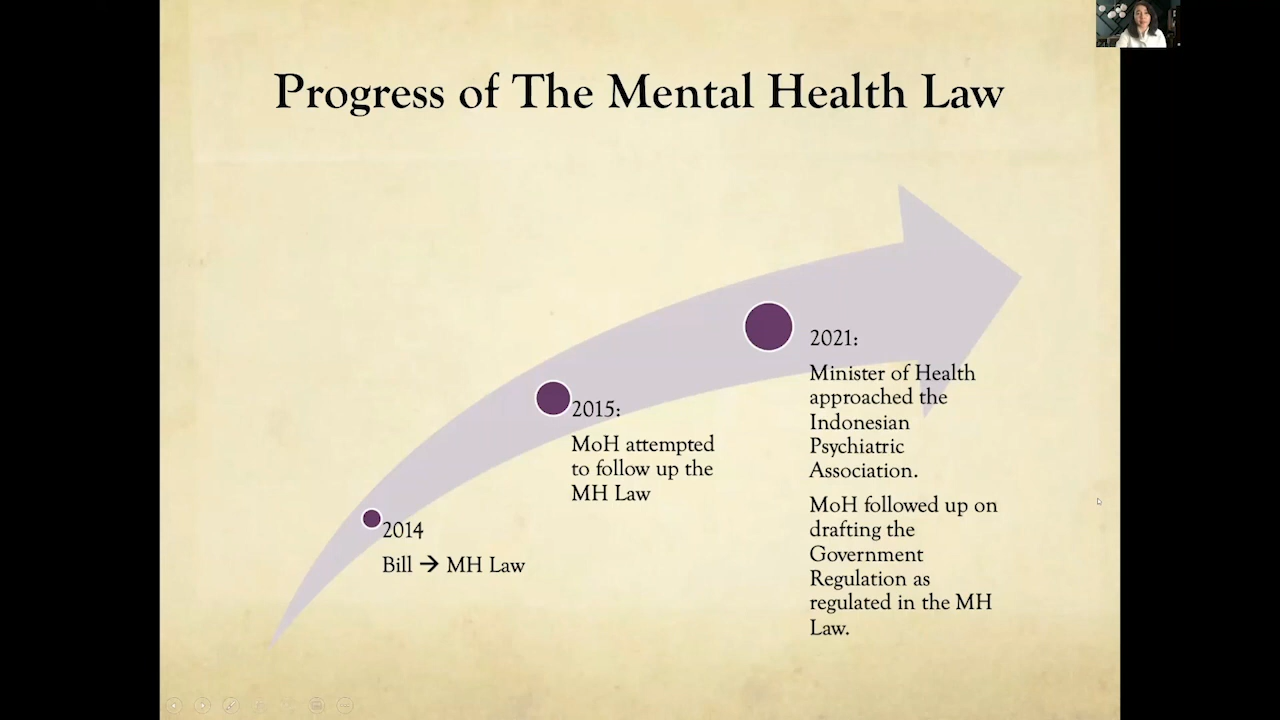 Progress of The Mental Health Law
2014
Bill → MH Law
2015:
MoH attempted
to follow up the
MH Law
2021:
Minister of Health
approached the
Indonesian
Psychiatric
Association.
MoH followed up on
drafting the
Government
Regulation as
regulated in the MH
Law.